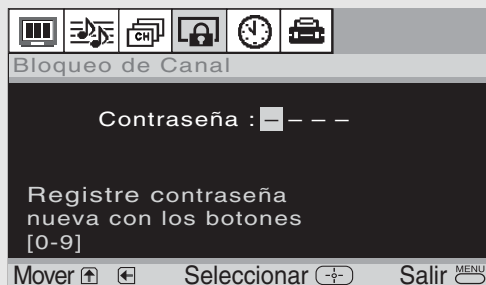 CH
Bloqueo de Canal
Contraseña : – – – –
Registre contraseña
nueva con los botones
[0-9]
Mover Seleccionar Salir MENU